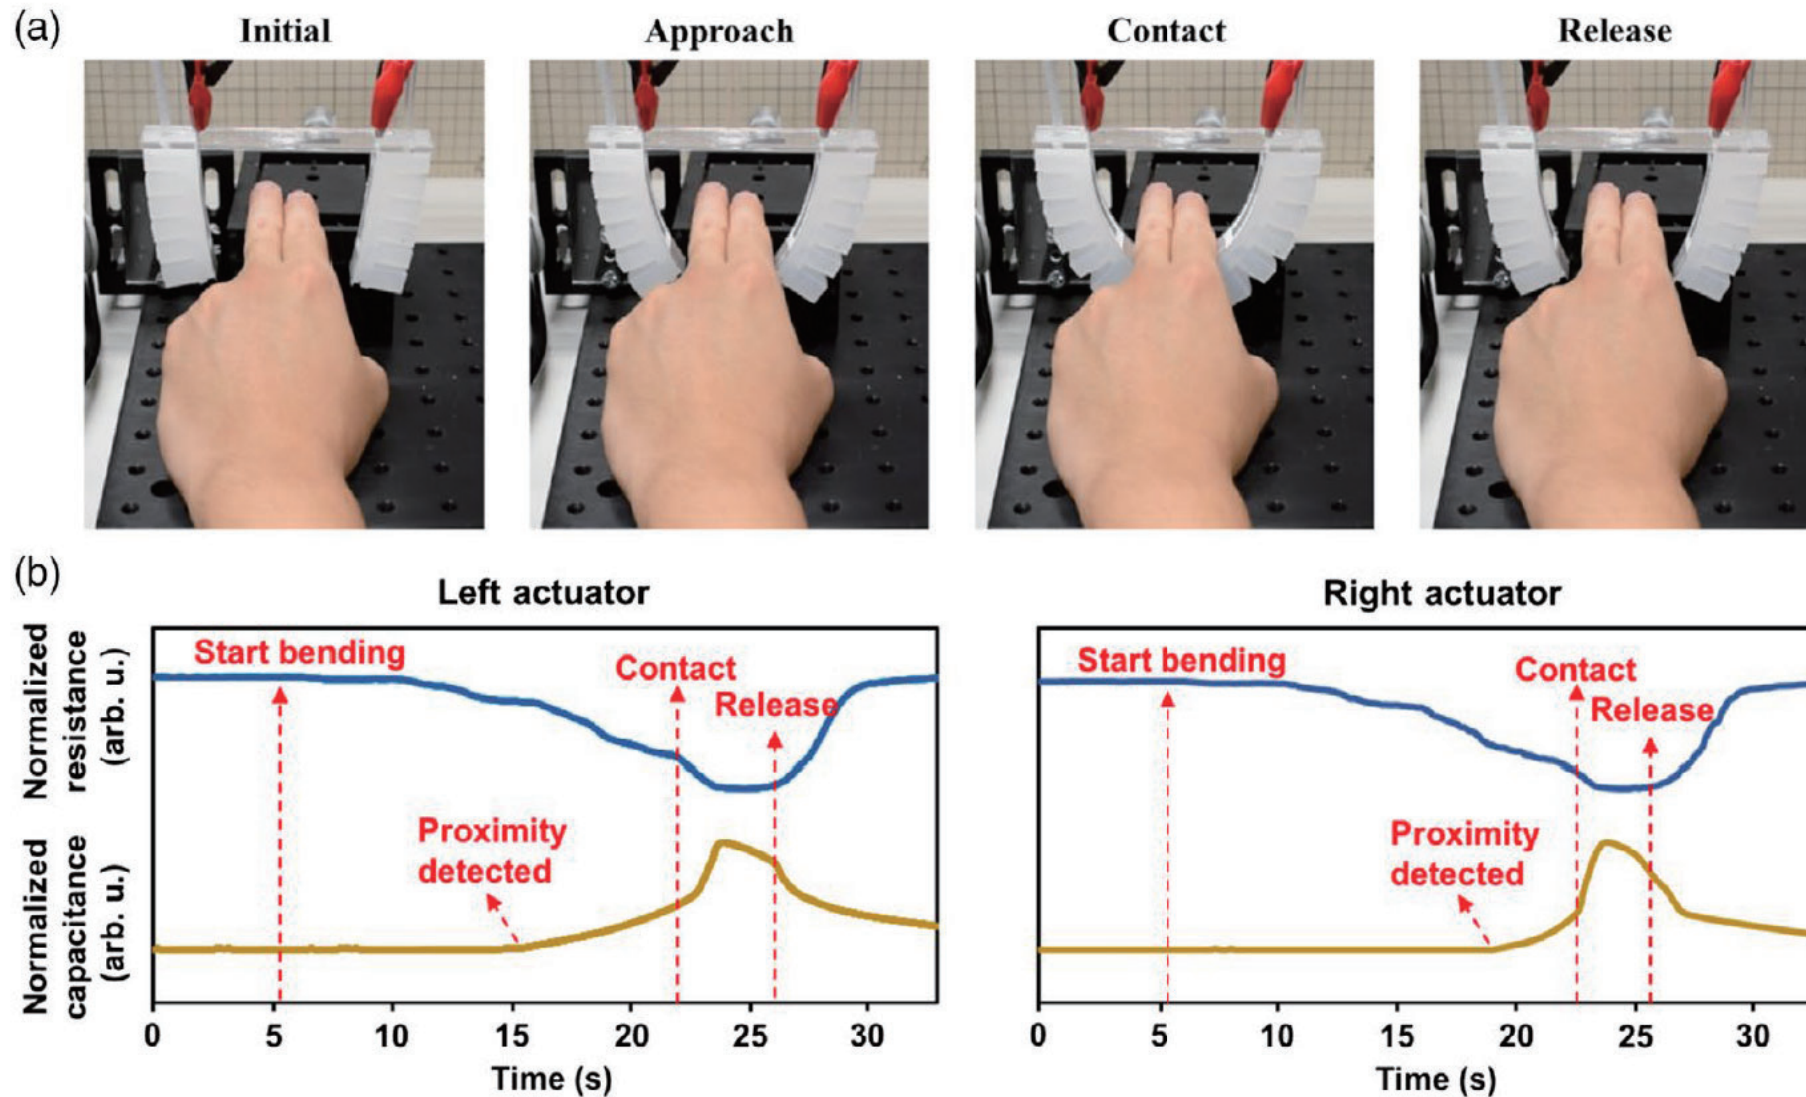 (a)
Initial
Approach
Contact
Release
(b)
Left actuator
Normalized
resistance
(arb. u.)
Normalized
capacitance
(arb. u.)
Start bending
Contact
Release
Proximity
detected
0 5 10 15 20 25 30
Time (s)
Right actuator
Start bending
Contact
Release
Proximity
detected
0 5 10 15 20 25 30
Time (s)